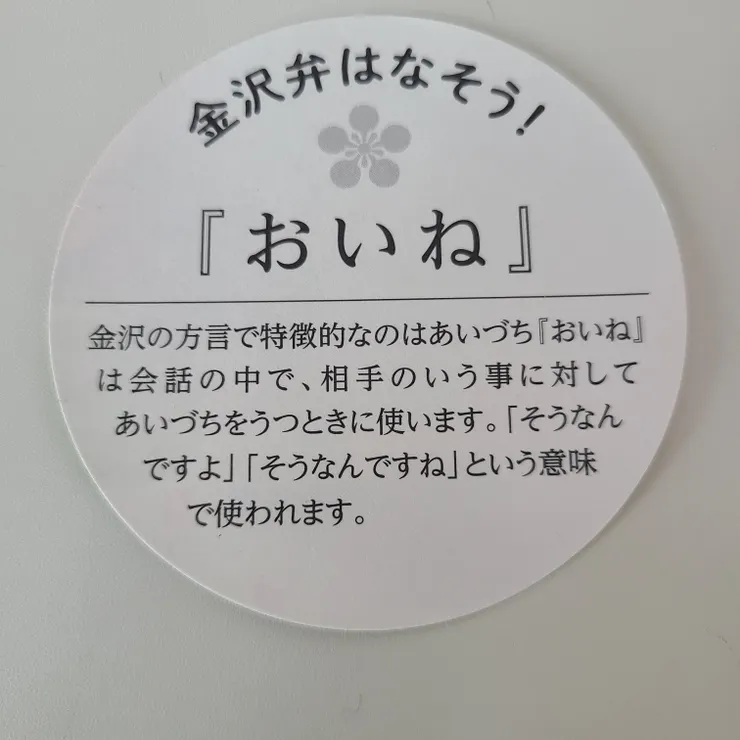 金沢弁はなそう!
『おいね』
金沢の方言で特徴的なのはあいづち『おいね』
は会話の中で、相手のいう事に対して
あいづちをうつときに使います。「そうなん
ですよ」「そうなんですね」という意味
で使われます。